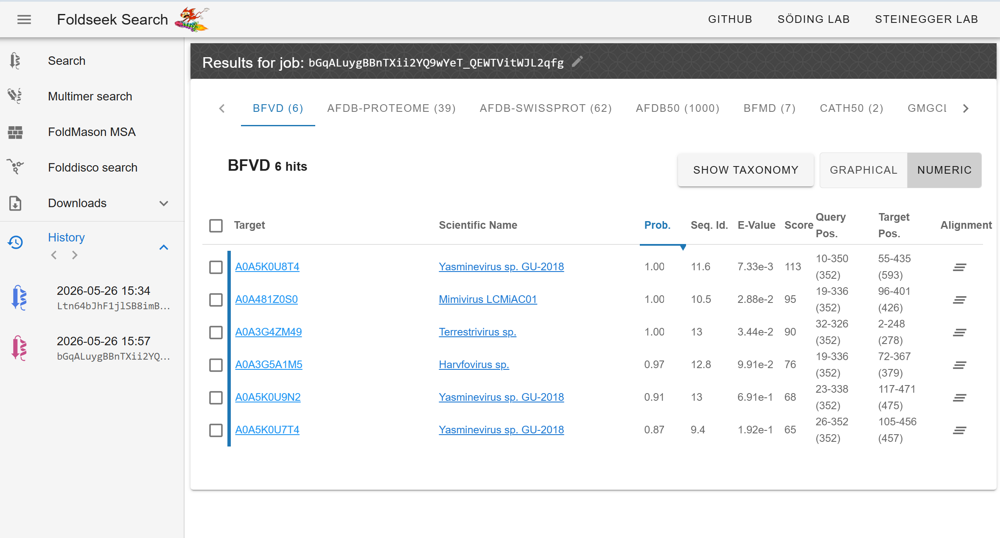 Foldseek Search
GITHUB
SÖDING LAB
STEINEGGER LAB
Search
Multimer search
FoldMason MSA
Folddisco search
Downloads
History
2026-05-26 15:34
Ltn64bJhF1jlSB8imB...
2026-05-26 15:57
bGqALuygBBnTXii2YQ...
Results for job: bGqALuygBBnTXii2YQ9wYeT_QEWTVitWJL2qfg
BFVD (6)
AFDB-PROTEOME (39)
AFDB-SWISSPROT (62)
AFDB50 (1000)
BFMD (7)
CATH50 (2)
GMGCL
BFVD 6 hits
SHOW TAXONOMY
GRAPHICAL
NUMERIC
Target Scientific Name Prob. Seq. Id. E-Value Score Query Pos. Target Pos. Alignment
A0A5K0U8T4 Yasminevirus sp. GU-2018 1.00 11.6 7.33e-3 113 10-350 (352) 55-435 (593)
A0A481Z0S0 Mimivirus LCMiAC01 1.00 10.5 2.88e-2 95 19-336 (352) 96-401 (426)
A0A3G4ZM49 Terrestrivirus sp. 1.00 13 3.44e-2 90 32-326 (352) 2-248 (278)
A0A3G5A1M5 Harvfovirus sp. 0.97 12.8 9.91e-2 76 19-336 (352) 72-367 (379)
A0A5K0U9N2 Yasminevirus sp. GU-2018 0.91 13 6.91e-1 68 23-338 (352) 117-471 (475)
A0A5K0U7T4 Yasminevirus sp. GU-2018 0.87 9.4 1.92e-1 65 26-352 (352) 105-456 (457)